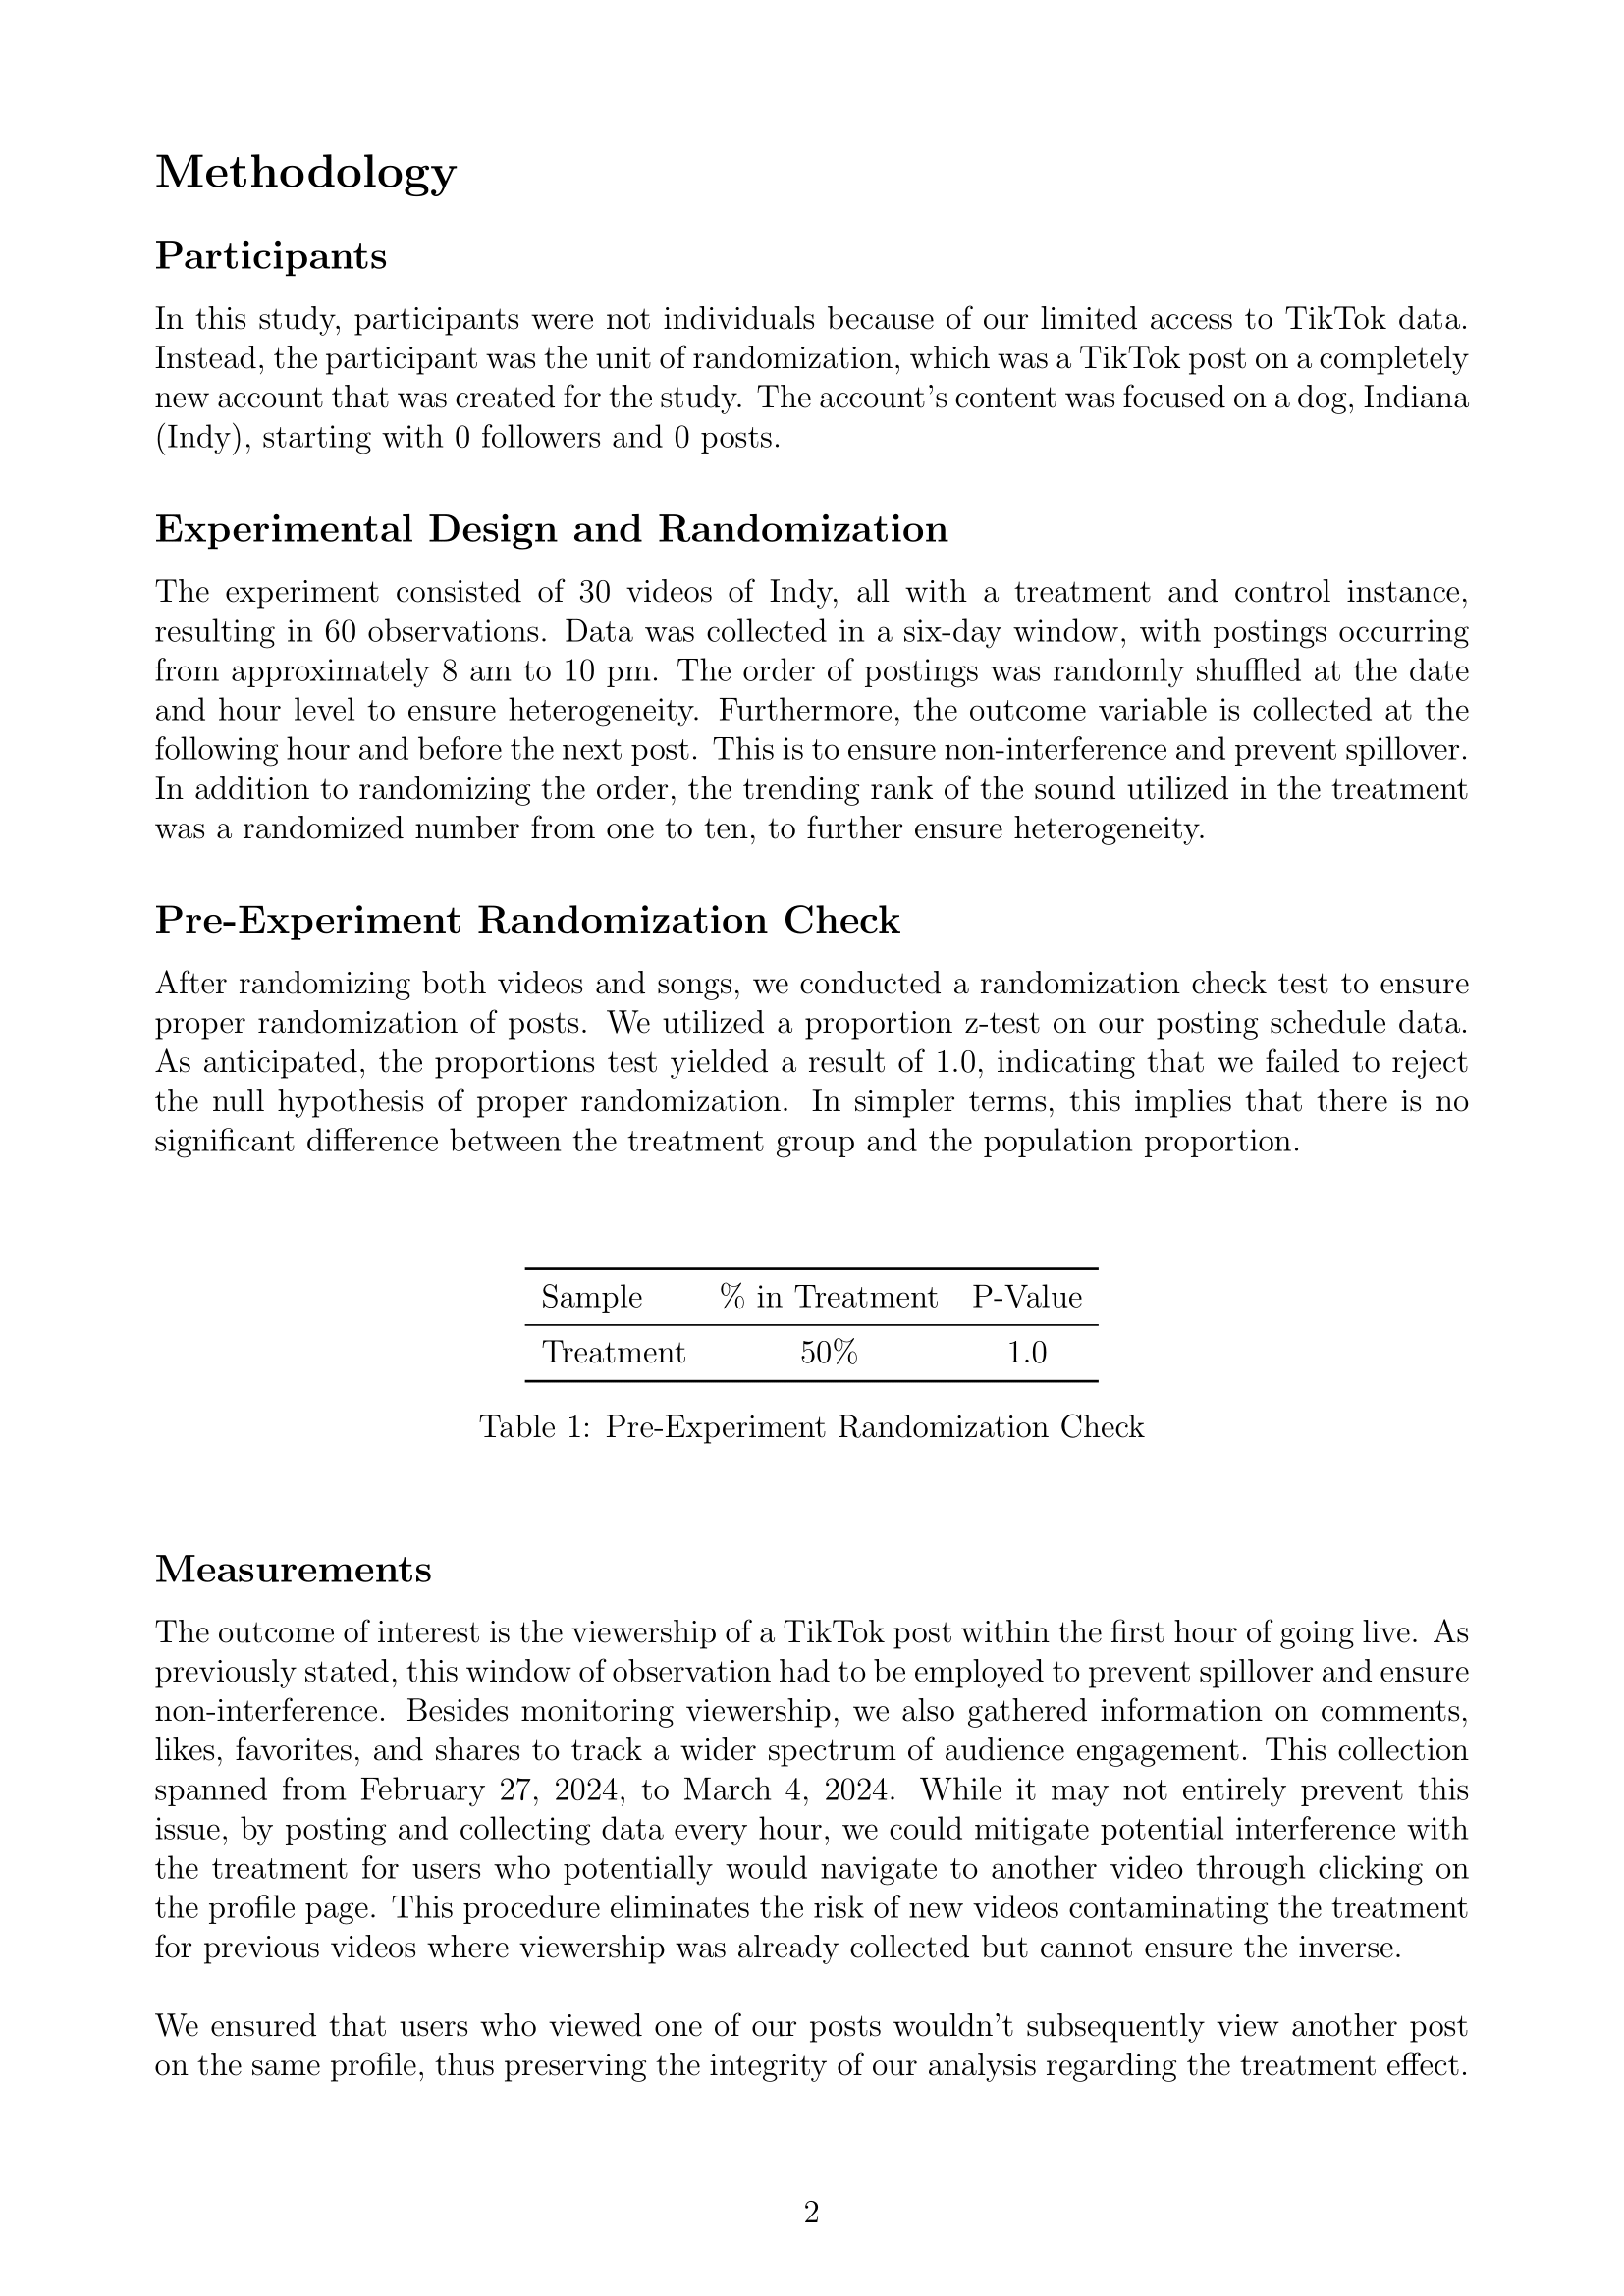 Methodology
Participants
In this study, participants were not individuals because of our limited access to TikTok data.
Instead, the participant was the unit of randomization, which was a TikTok post on a completely
new account that was created for the study. The account’s content was focused on a dog, Indiana
(Indy), starting with 0 followers and 0 posts.
Experimental Design and Randomization
The experiment consisted of 30 videos of Indy, all with a treatment and control instance,
resulting in 60 observations. Data was collected in a six-day window, with postings occurring
from approximately 8 am to 10 pm. The order of postings was randomly shuffled at the date
and hour level to ensure heterogeneity. Furthermore, the outcome variable is collected at the
following hour and before the next post. This is to ensure non-interference and prevent spillover.
In addition to randomizing the order, the trending rank of the sound utilized in the treatment
was a randomized number from one to ten, to further ensure heterogeneity.
Pre-Experiment Randomization Check
After randomizing both videos and songs, we conducted a randomization check test to ensure
proper randomization of posts. We utilized a proportion z-test on our posting schedule data.
As anticipated, the proportions test yielded a result of 1.0, indicating that we failed to reject
the null hypothesis of proper randomization. In simpler terms, this implies that there is no
significant difference between the treatment group and the population proportion.
Sample % in Treatment P-Value
Treatment 50% 1.0
Table 1: Pre-Experiment Randomization Check
Measurements
The outcome of interest is the viewership of a TikTok post within the first hour of going live. As
previously stated, this window of observation had to be employed to prevent spillover and ensure
non-interference. Besides monitoring viewership, we also gathered information on comments,
likes, favorites, and shares to track a wider spectrum of audience engagement. This collection
spanned from February 27, 2024, to March 4, 2024. While it may not entirely prevent this
issue, by posting and collecting data every hour, we could mitigate potential interference with
the treatment for users who potentially would navigate to another video through clicking on
the profile page. This procedure eliminates the risk of new videos contaminating the treatment
for previous videos where viewership was already collected but cannot ensure the inverse.
We ensured that users who viewed one of our posts wouldn’t subsequently view another post
on the same profile, thus preserving the integrity of our analysis regarding the treatment effect.
2